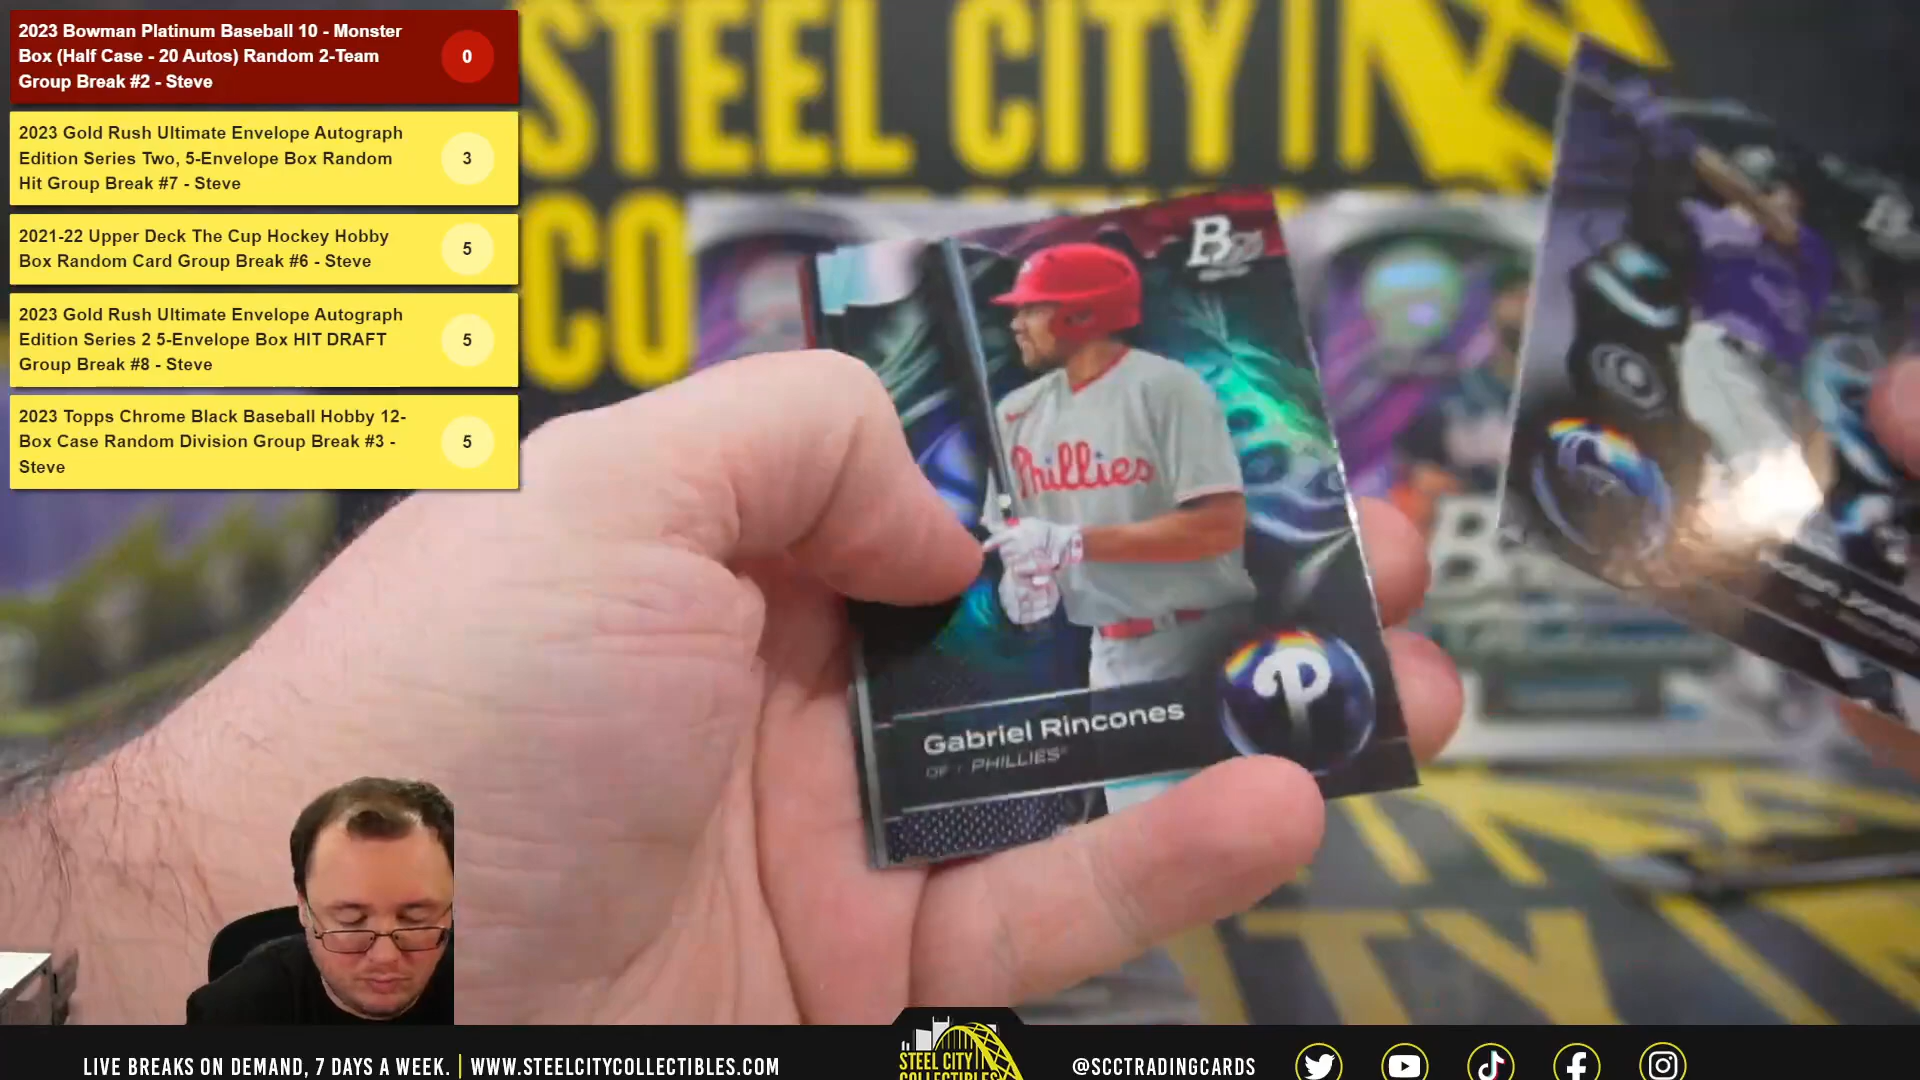 2023 Bowman Platinum Baseball 10 - Monster
Box (Half Case - 20 Autos) Random 2-Team
Group Break #2 - Steve
0
2023 Gold Rush Ultimate Envelope Autograph
Edition Series Two, 5-Envelope Box Random
Hit Group Break #7 - Steve
3
2021-22 Upper Deck The Cup Hockey Hobby
Box Random Card Group Break #6 - Steve
5
2023 Gold Rush Ultimate Envelope Autograph
Edition Series 2 5-Envelope Box HIT DRAFT
Group Break #8 - Steve
5
2023 Topps Chrome Black Baseball Hobby 12-
Box Case Random Division Group Break #3 -
Steve
5
STEEL CITY
CO
Phillies
P
Gabriel Rincones
OF PHILLIES
LIVE BREAKS ON DEMAND, 7 DAYS A WEEK. | WWW.STEELCITYCOLLECTIBLES.COM
STEEL CITY
COLLECTIBLES
@SCCTRADINGCARDS